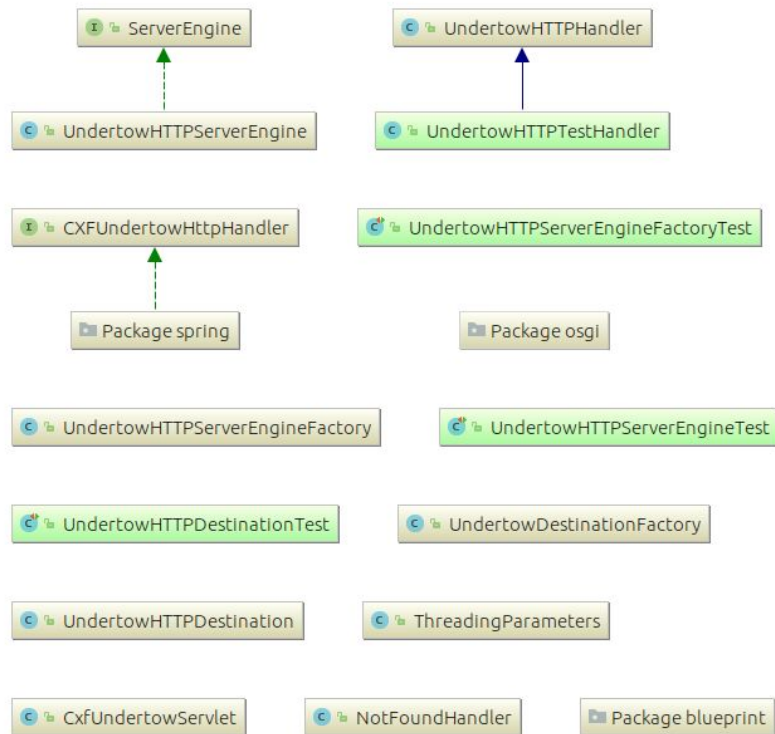 ServerEngine
UndertowHTTPHandler
UndertowHTTPServerEngine
UndertowHTTPTestHandler
CXFUndertowHttpHandler
UndertowHTTPServerEngineFactoryTest
Package spring
Package osgi
UndertowHTTPServerEngineFactory
UndertowHTTPServerEngineTest
UndertowHTTPDestinationTest
UndertowDestinationFactory
UndertowHTTPDestination
ThreadingParameters
CxfUndertowServlet
NotFoundHandler
Package blueprint